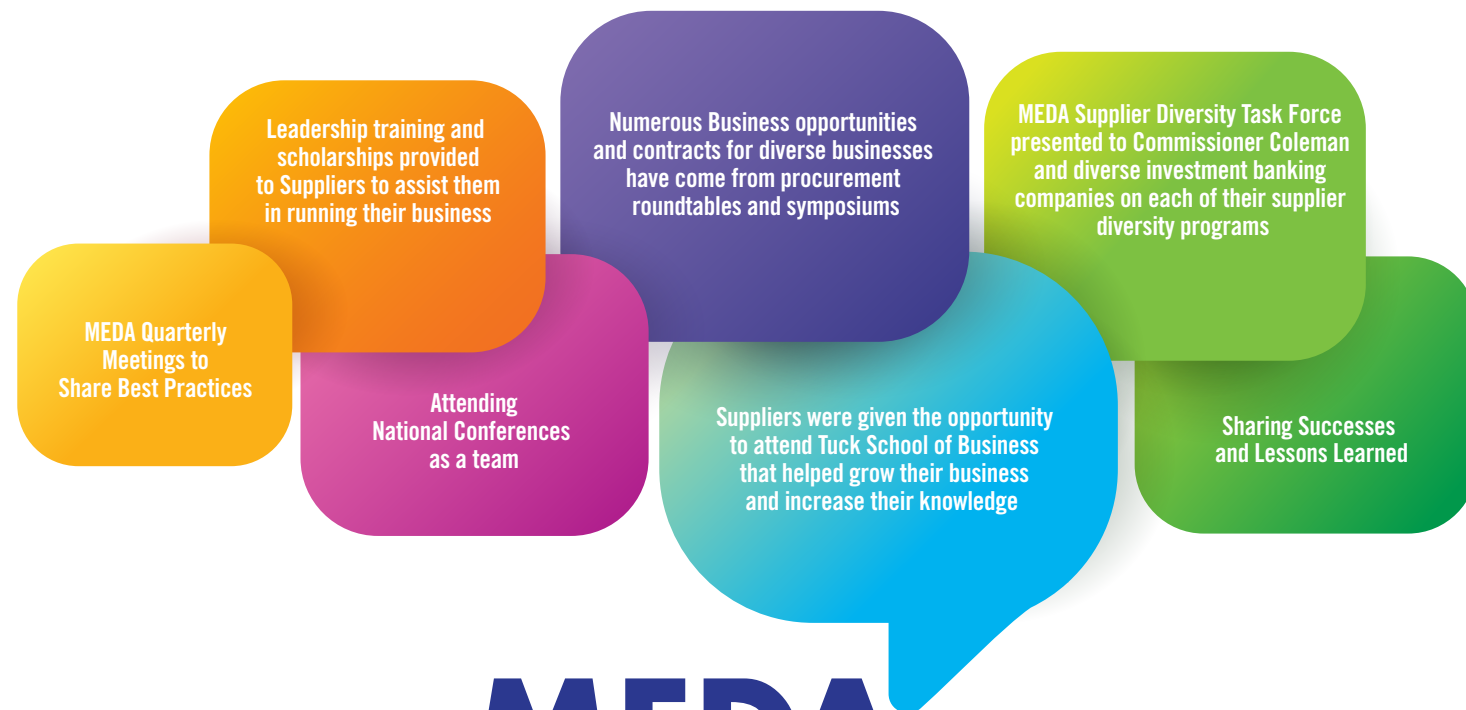 MEDA Quarterly
Meetings to
Share Best Practices
Leadership training and
scholarships provided
to Suppliers to assist them
in running their business
Attending
National Conferences
as a team
Numerous Business opportunities
and contracts for diverse businesses
have come from procurement
roundtables and symposiums
Suppliers were given the opportunity
to attend Tuck School of Business
that helped grow their business
and increase their knowledge
MEDA Supplier Diversity Task Force
presented to Commissioner Coleman
and diverse investment banking
companies on each of their supplier
diversity programs
Sharing Successes
and Lessons Learned
MEDA